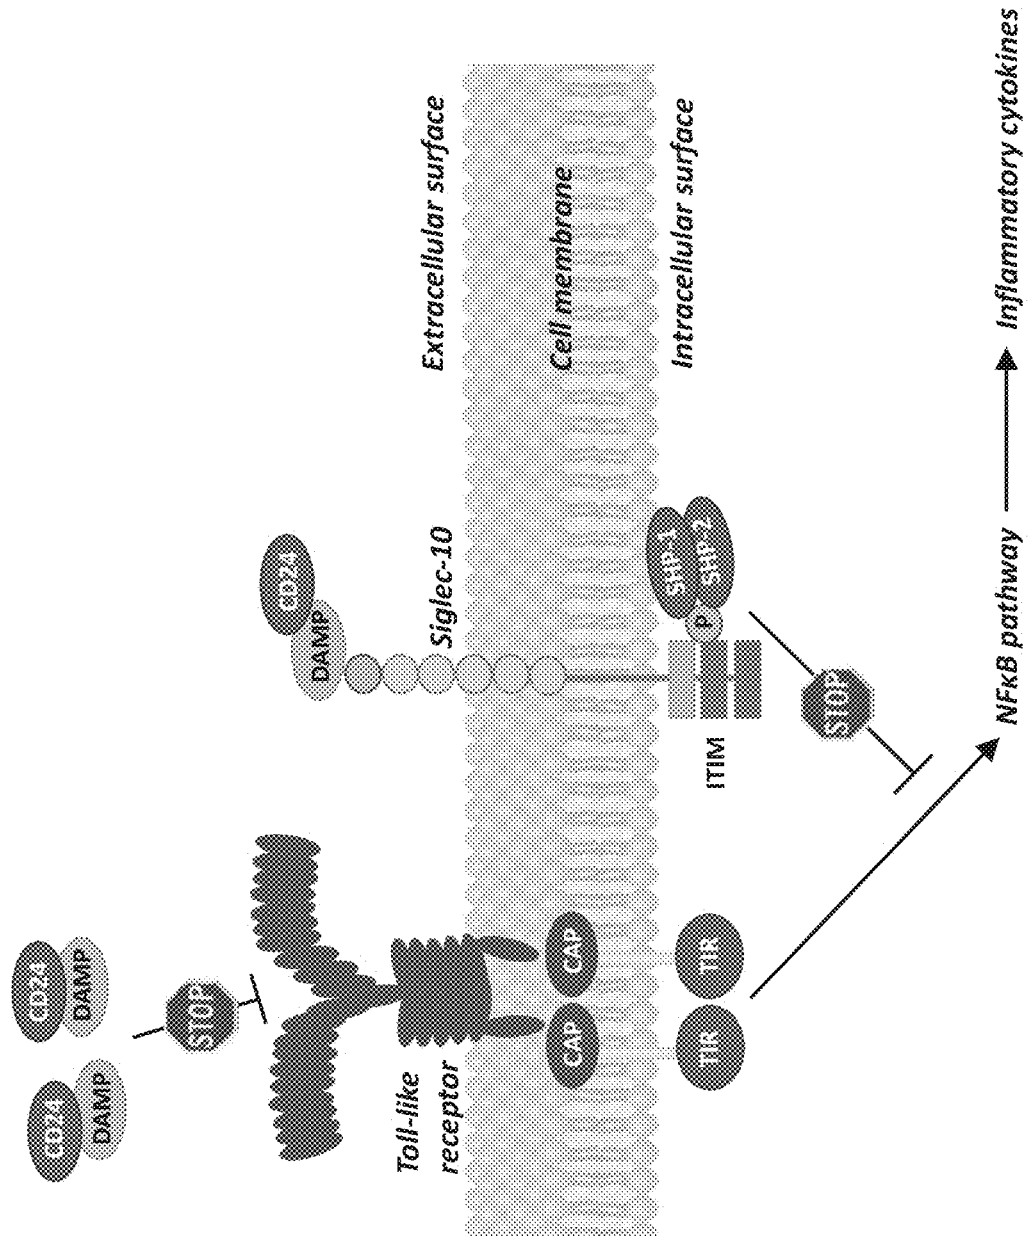 CD24
DAMP
CD24
DAMP
STOP
Toll-like
receptor
CAP
CAP
TIR
TIR
CD24
DAMP
Siglec-10
ITIM
P
SHP-1
SHP-2
STOP
Extracellular surface
Cell membrane
Intracellular surface
NFκB pathway
Inflammatory cytokines